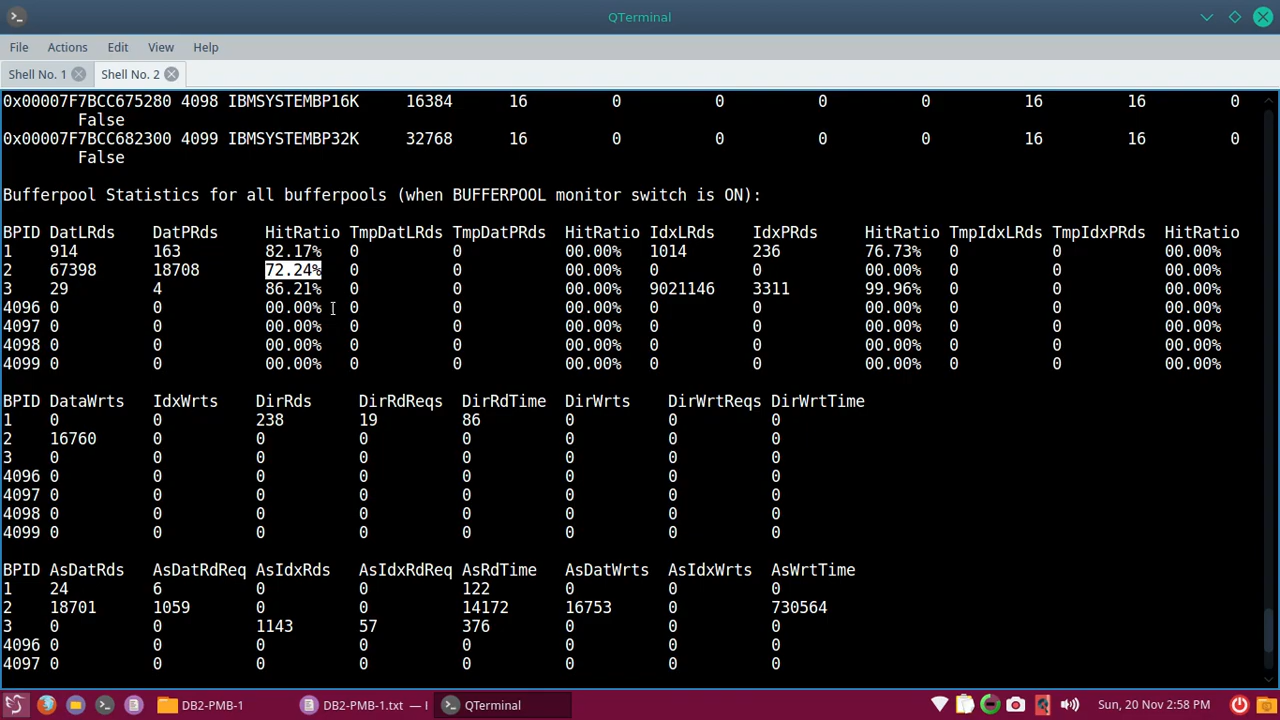 QTerminal
File Actions Edit View Help
Shell No. 1 Shell No. 2
0x00007F7BCC675280 4098 IBMSYSTEMBP16K 16384 16 0 0 0 0 16 16 0
False
0x00007F7BCC682300 4099 IBMSYSTEMBP32K 32768 16 0 0 0 0 16 16 0
False
Bufferpool Statistics for all bufferpools (when BUFFERPOOL monitor switch is ON):
BPID DatLRds DatPRds HitRatio TmpDatLRds TmpDatPRds HitRatio IdxLRds IdxPRds HitRatio TmpIdxLRds TmpIdxPRds HitRatio
1 914 163 82.17% 0 0 00.00% 1014 236 76.73% 0 0 00.00%
2 67398 18708 72.24% 0 0 00.00% 0 0 00.00% 0 0 00.00%
3 29 4 86.21% 0 0 00.00% 9021146 3311 99.96% 0 0 00.00%
4096 0 0 00.00% 0 0 00.00% 0 0 00.00% 0 0 00.00%
4097 0 0 00.00% 0 0 00.00% 0 0 00.00% 0 0 00.00%
4098 0 0 00.00% 0 0 00.00% 0 0 00.00% 0 0 00.00%
4099 0 0 00.00% 0 0 00.00% 0 0 00.00% 0 0 00.00%
BPID DataWrts IdxWrts DirRds DirRdReqs DirRdTime DirWrts DirWrtReqs DirWrtTime
1 0 0 238 19 86 0 0 0
2 16760 0 0 0 0 0 0 0
3 0 0 0 0 0 0 0 0
4096 0 0 0 0 0 0 0 0
4097 0 0 0 0 0 0 0 0
4098 0 0 0 0 0 0 0 0
4099 0 0 0 0 0 0 0 0
BPID AsDatRds AsDatRdReq AsIdxRds AsIdxRdReq AsRdTime AsDatWrts AsIdxWrts AsWrtTime
1 24 6 0 0 122 0 0 0
2 18701 1059 0 0 14172 16753 0 730564
3 0 0 1143 57 376 0 0 0
4096 0 0 0 0 0 0 0 0
4097 0 0 0 0 0 0 0 0
DB2-PMB-1 DB2-PMB-1.txt — QTerminal Sun, 20 Nov 2:58 PM